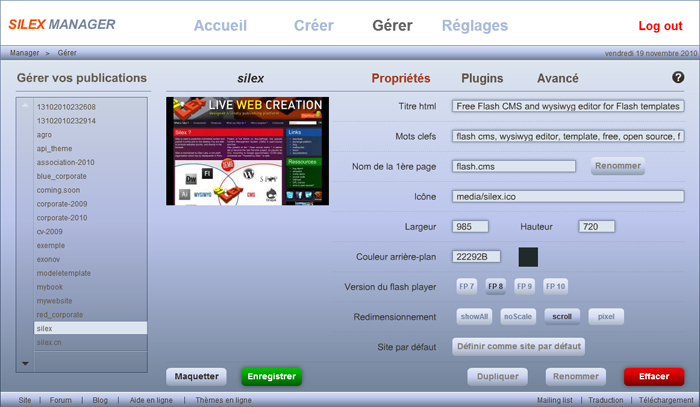 SILEX MANAGER
Accueil Créer Gérer Réglages
Log out
Manager > Gérer
vendredi 19 novembre 2010
Gérer vos publications
13102010232608
13102010232914
agro
api_theme
association-2010
blue_corporate
coming.soon
corporate-2009
corporate-2010
cv-2009
exemple
exonov
modeletemplate
mybook
mywebsite
red_corporate
silex
silex.cn
silex
LIVE WEB CREATION
Silex ?
Links
Ressources
WYSIWYG
CMS
Maquetter
Enregistrer
Propriétés Plugins Avancé ?
Titre html Free Flash CMS and wysiwyg editor for Flash templates
Mots clefs flash cms, wysiwyg editor, template, free, open source, f
Nom de la 1ère page flash.cms Renommer
Icône media/silex.ico
Largeur 985 Hauteur 720
Couleur arrière-plan 22292B
Version du flash player FP 7 FP 8 FP 9 FP 10
Redimensionnement showAll noScale scroll pixel
Site par défaut Définir comme site par défaut
Dupliquer Renommer Effacer
Site | Forum | Blog | Aide en ligne | Thèmes en ligne
Mailing list | Traduction | Téléchargement